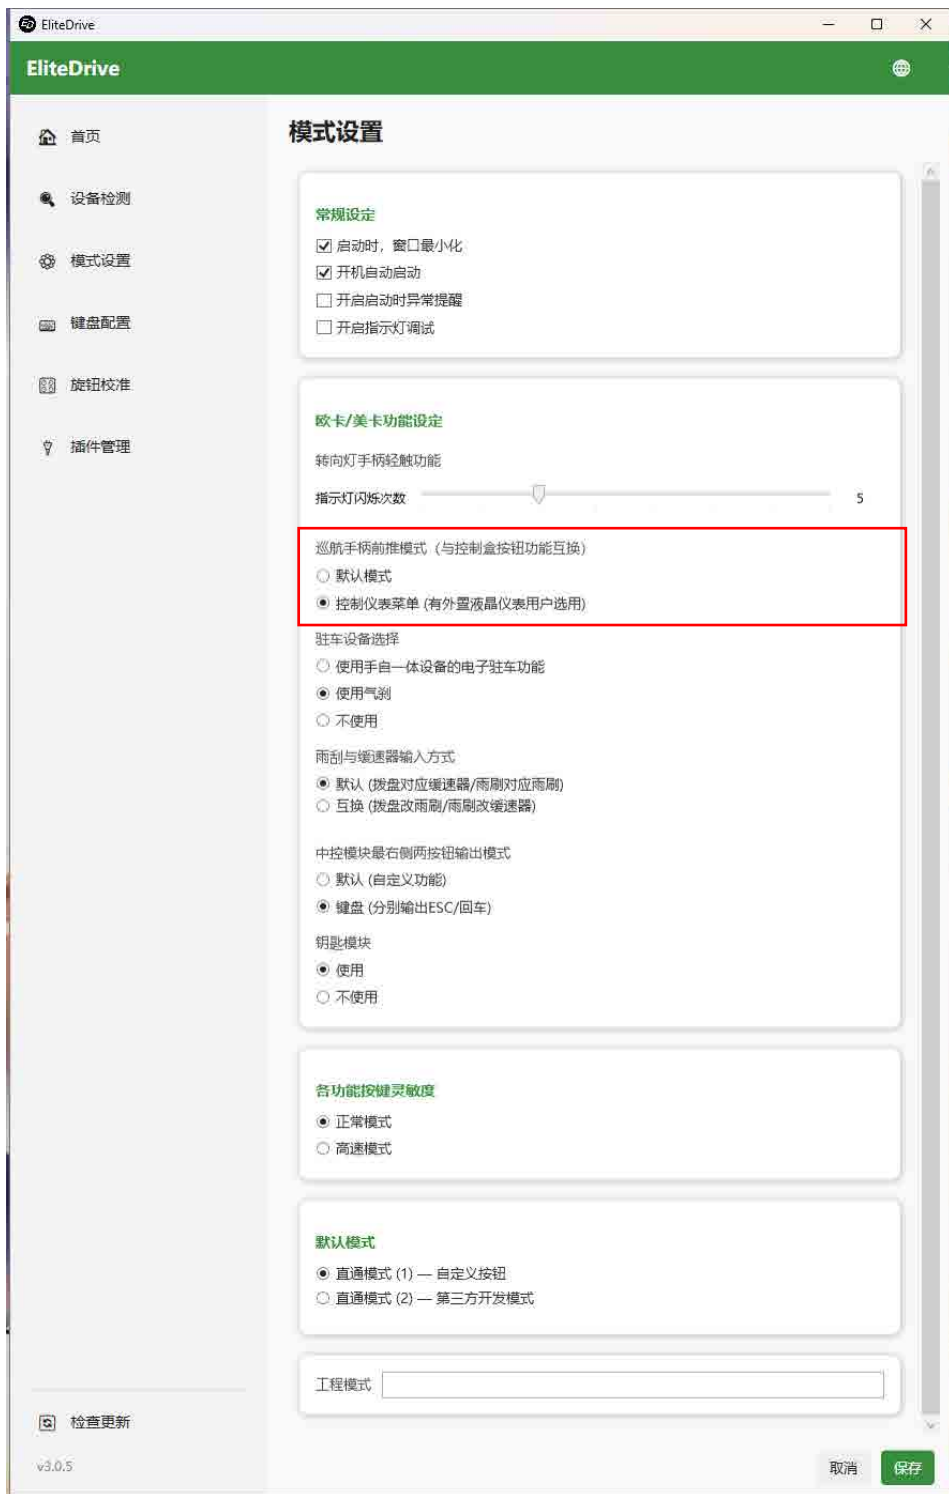 EliteDrive
EliteDrive
首页
设备检测
模式设置
键盘配置
旋钮校准
插件管理
检查更新
v3.0.5
模式设置
常规设定
启动时，窗口最小化
开机自动启动
开启启动时异常提醒
开启指示灯调试
欧卡/美卡功能设定
转向灯手柄轻触功能
指示灯闪烁次数 5
巡航手柄前推模式（与控制盒按钮功能互换）
默认模式
控制仪表菜单 (有外置液晶仪表用户选用)
驻车设备选择
使用手自一体设备的电子驻车功能
使用气刹
不使用
雨刮与缓速器输入方式
默认 (拨盘对应缓速器/雨刷对应雨刷)
互换 (拨盘改雨刷/雨刷改缓速器)
中控模块最右侧两按钮输出模式
默认 (自定义功能)
键盘 (分别输出ESC/回车)
钥匙模块
使用
不使用
各功能按键灵敏度
正常模式
高速模式
默认模式
直通模式 (1) — 自定义按钮
直通模式 (2) — 第三方开发模式
工程模式
取消 保存